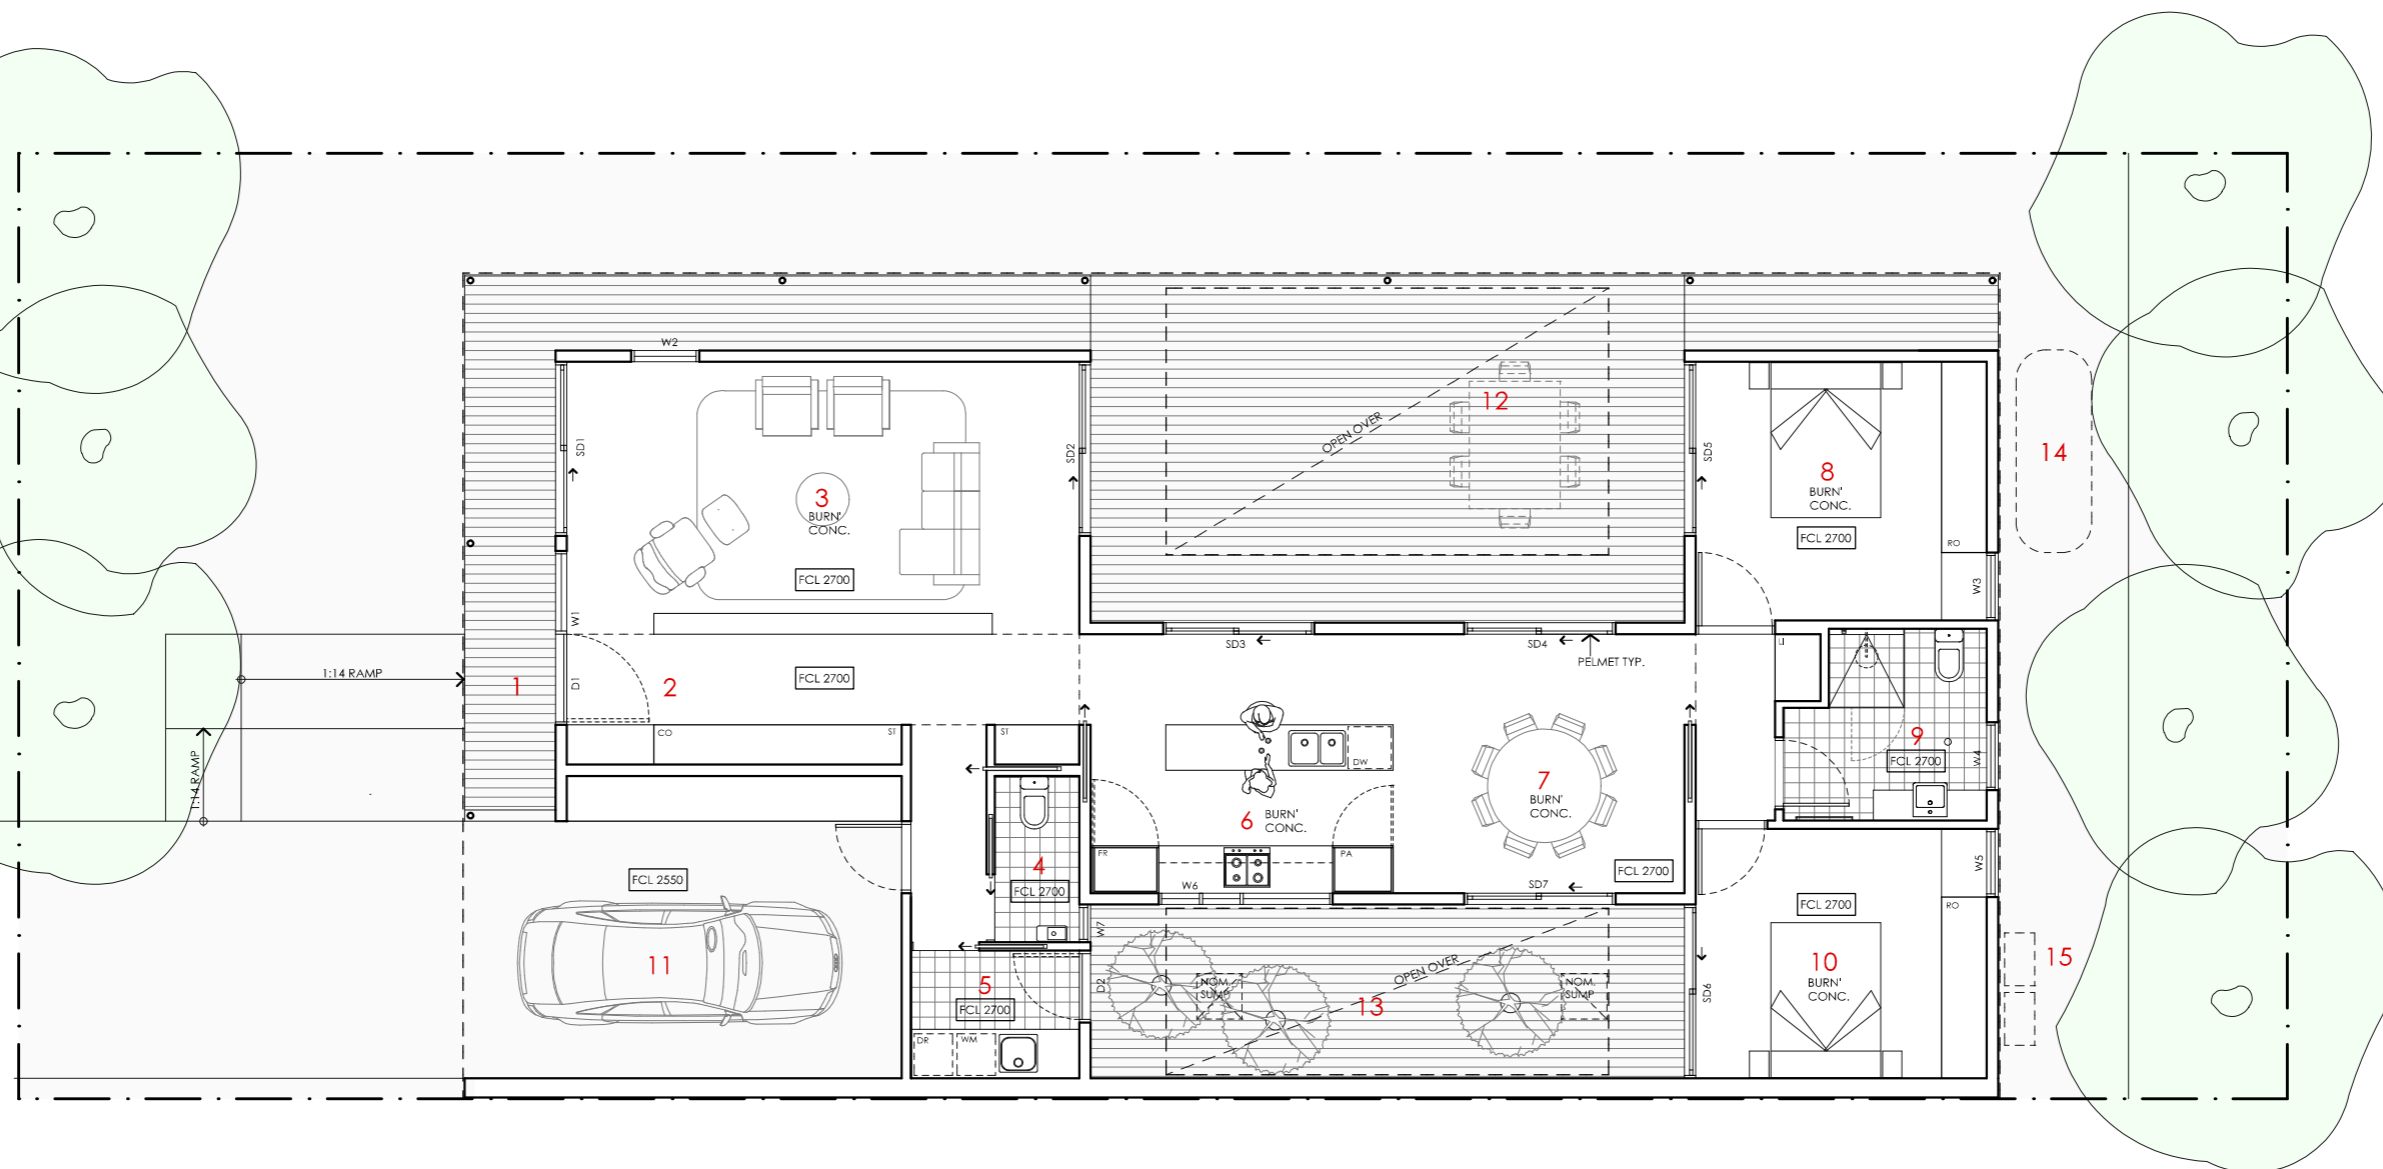 W2
SD1
SD2
12
OPEN OVER
SD5
8
BURN'
CONC.
FCL 2700
RO
14
3
BURN'
CONC.
FCL 2700
W3
W1
SD3
SD4
PELMET TYP.
LI
1:14 RAMP
1
D1
2
FCL 2700
9
FCL 2700
W4
1:14 RAMP
CO
ST
ST
DW
7
BURN'
CONC.
6
BURN'
CONC.
FR
PA
FCL 2550
4
FCL 2700
W6
SD7
FCL 2700
W5
FCL 2700
RO
11
W7
5
FCL 2700
D2
NOM.
SUMP
13
OPEN OVER
NOM.
SUMP
SD6
10
BURN'
CONC.
15
DR
WM